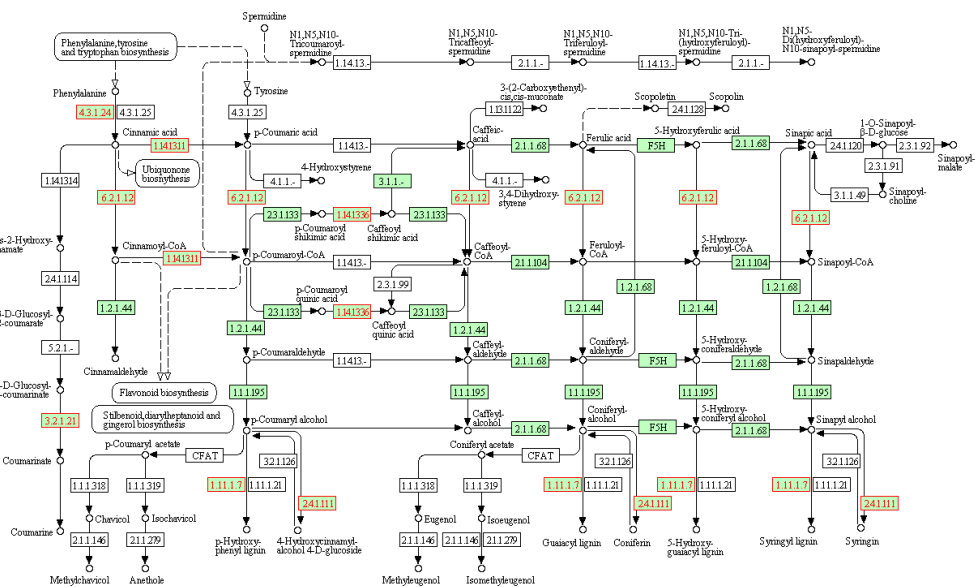 Spermidine
Phenylalanine,tyrosine
and tryptophan biosynthesis
N1,N5,N10-
Tricoumaroyl-
spermidine
N1,N5,N10-
Tricaffeoyl-
spermidine
N1,N5,N10-
Triferuloyl-
spermidine
N1,N5,N10-Tri-
(hydroxyferuloyl)-
spermidine
N1,N5-
Di(hydroxyferuloyl)-
N10-sinapoyl-spermidine
1.14.13.-
2.1.1.-
1.14.13.-
2.1.1.-
Phenylalanine
Tyrosine
3-(2-Carboxyethenyl)-
cis,cis-muconate
Scopoletin
Scopolin
4.3.1.24
4.3.1.25
4.3.1.25
1.13.11.22
2.4.1.128
Cinnamic acid
p-Coumaric acid
Caffeic
acid
Ferulic acid
5-Hydroxyferulic acid
Sinapic acid
1-O-Sinapoyl-
β-D-glucose
1.14.13.11
1.14.13.-
2.1.1.68
F5H
2.1.1.68
2.4.1.120
2.3.1.92
Sinapoyl-
malate
2.3.1.91
Ubiquonone
biosynthesis
4-Hydroxystyrene
4.1.1.-
3.1.1.-
4.1.1.-
3,4-Dihydroxy-
styrene
3.1.1.49
Sinapoyl-
choline
1.14.13.14
6.2.1.12
6.2.1.12
6.2.1.12
6.2.1.12
6.2.1.12
6.2.1.12
2.3.1.133
1.14.13.36
2.3.1.133
p-Coumaroyl
shikimic acid
Caffeoyl
shikimic acid
s-2-Hydroxy-
namate
Cinnamoyl-CoA
1.14.13.11
p-Coumaroyl-CoA
1.14.13.-
Caffeoyl-
CoA
2.1.1.104
Feruloyl-
CoA
5-Hydroxy-
feruloyl-CoA
2.1.1.104
Sinapoyl-CoA
2.4.1.114
2.3.1.99
1.2.1.68
1.2.1.68
p-Coumaroyl
quinic acid
1.2.1.44
2.3.1.133
1.14.13.36
2.3.1.133
Caffeoyl
quinic acid
1.2.1.44
1.2.1.44
1.2.1.44
1.2.1.44
1.2.1.44
3-D-Glucosyl-
2-coumarate
5.2.1.-
Cinnamaldehyde
p-Coumaraldehyde
1.14.13.-
Caffeyl-
aldehyde
2.1.1.68
Coniferyl-
aldehyde
F5H
5-Hydroxy-
coniferaldehyde
2.1.1.68
Sinapaldehyde
-D-Glucosyl-
-coumarinate
Flavonoid biosynthesis
1.1.1.195
1.1.1.195
1.1.1.195
1.1.1.195
1.1.1.195
Stilbenoid,diarylheptanoid and
gingerol biosynthesis
3.2.1.21
p-Coumaryl alcohol
Caffeyl-
alcohol
2.1.1.68
Coniferyl-
alcohol
F5H
5-Hydroxy-
coniferyl alcohol
2.1.1.68
Sinapyl alcohol
p-Coumaryl acetate
CFAT
Coniferyl acetate
CFAT
Coumarinate
3.2.1.126
3.2.1.126
3.2.1.126
1.1.1.318
1.1.1.319
1.11.1.7
1.11.1.21
1.1.1.318
1.1.1.319
1.11.1.7
1.11.1.21
1.11.1.7
1.11.1.21
1.11.1.7
1.11.1.21
2.4.1.111
2.4.1.111
2.4.1.111
Chavicol
Isochavicol
Eugenol
Isoeugenol
Coumarine
2.1.1.146
2.1.1.279
p-Hydroxy-
phenyl lignin
4-Hydroxycinnamyl-
alcohol 4-D-glucoside
2.1.1.146
2.1.1.146
2.1.1.279
Guaiacyl lignin
Coniferin
5-Hydroxy-
guaiacyl lignin
Syringyl lignin
Syringin
Methylchavicol
Anethole
Methyleugenol
Isomethyleugenol